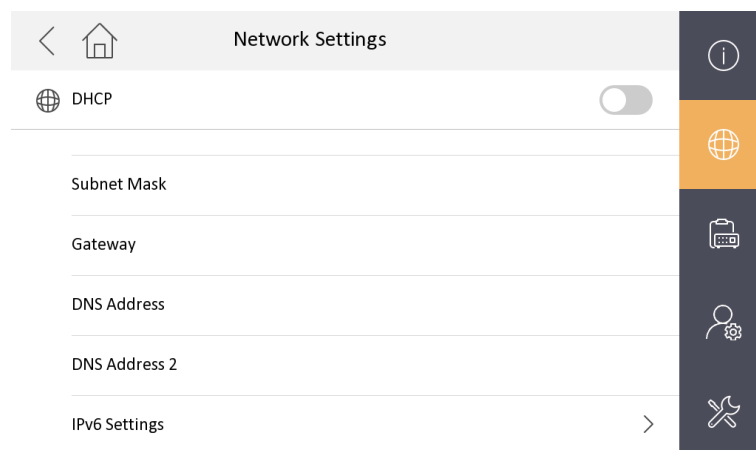 Network Settings
DHCP
Subnet Mask
Gateway
DNS Address
DNS Address 2
IPv6 Settings